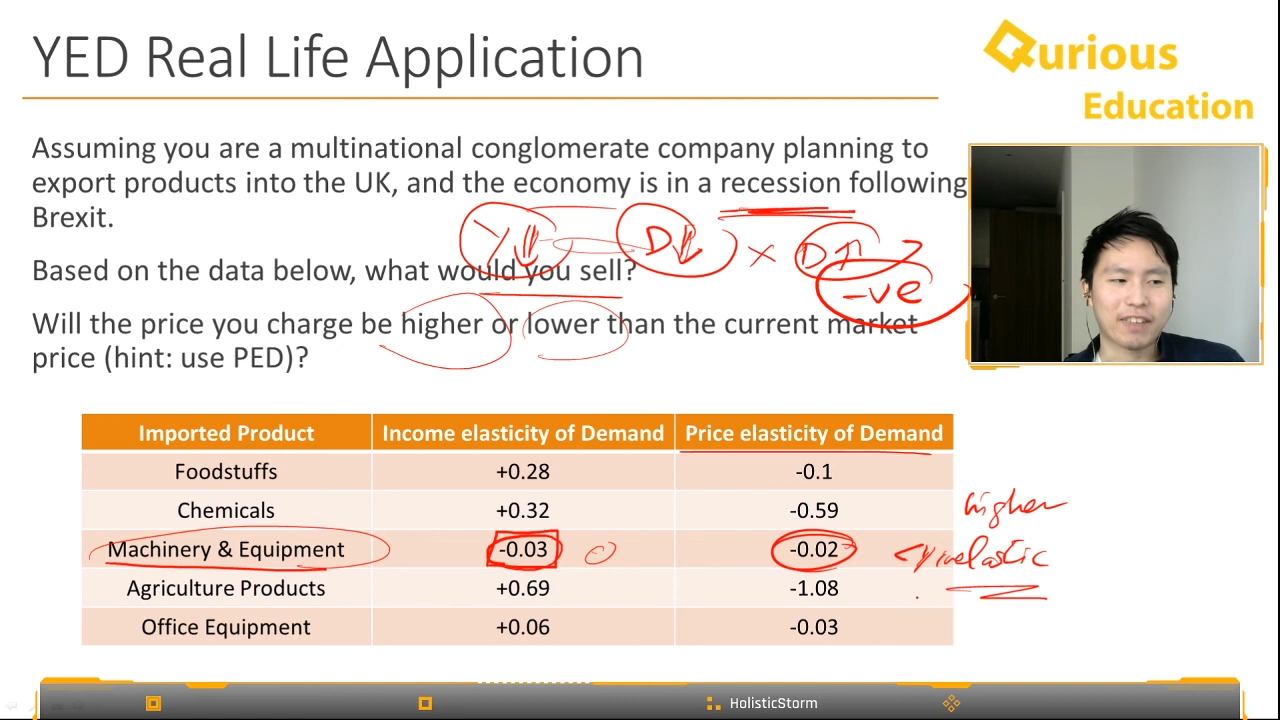 YED Real Life Application
Qurious
Education
Assuming you are a multinational conglomerate company planning to
export products into the UK, and the economy is in a recession following
Brexit.
Y↓ D↓ x D↑ ?
-ve
Based on the data below, what would you sell?
Will the price you charge be higher or lower than the current market
price (hint: use PED)?
Imported Product Income elasticity of Demand Price elasticity of Demand
Foodstuffs +0.28 -0.1
Chemicals +0.32 -0.59
higher
Machinery & Equipment -0.03 -0.02
<1 inelastic
Agriculture Products +0.69 -1.08
Office Equipment +0.06 -0.03
HolisticStorm